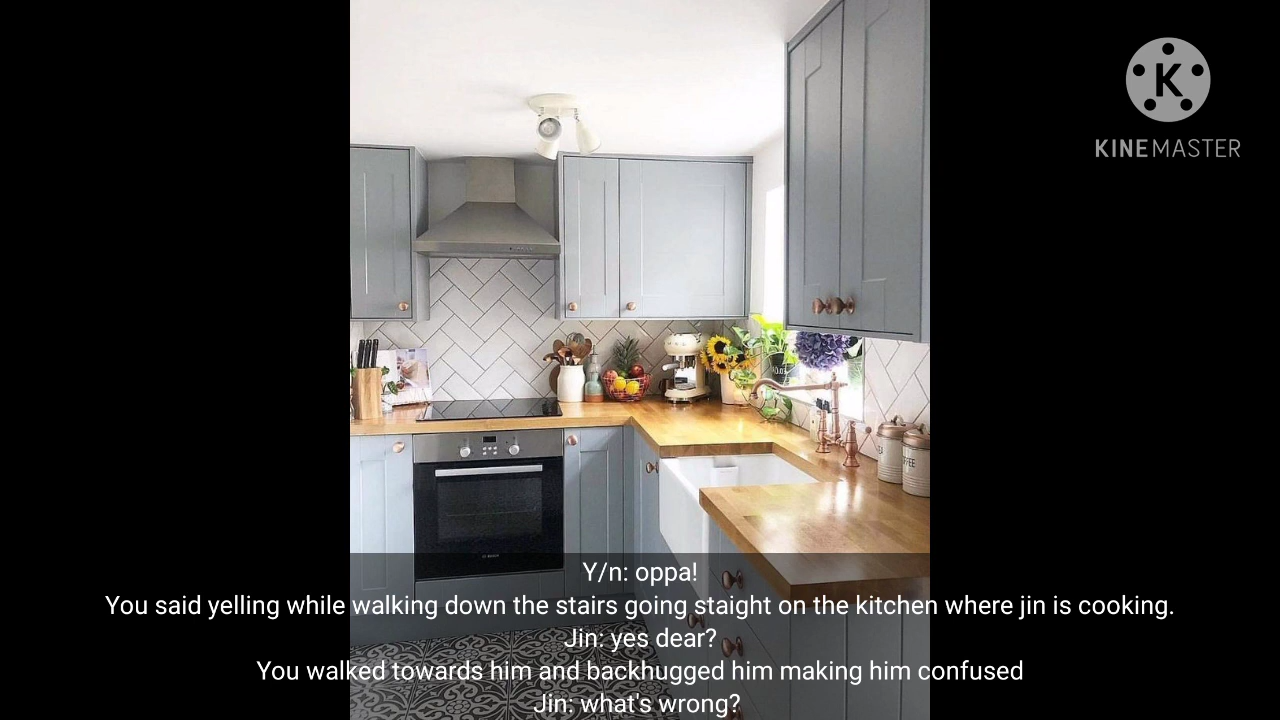 K
KINEMASTER
Y/n: oppa!
You said yelling while walking down the stairs going staight on the kitchen where jin is cooking.
Jin: yes dear?
You walked towards him and backhugged him making him confused
Jin: what's wrong?